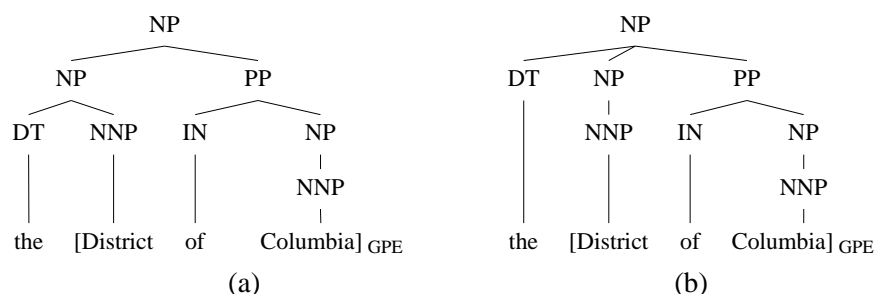 NP NP
NP PP DT NP PP
DT NNP IN NP NNP IN NP
NNP NNP
the [District of Columbia] GPE the [District of Columbia] GPE
(a) (b)